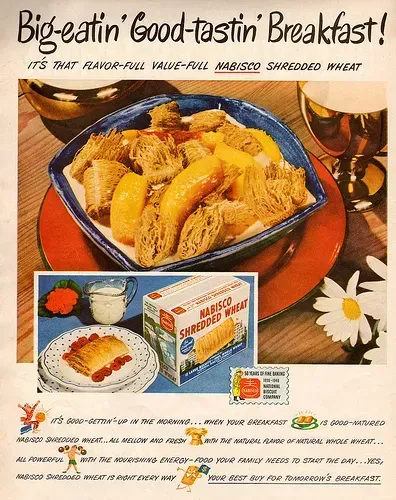 Big-eatin' Good-tastin' Breakfast!
IT'S THAT FLAVOR-FULL VALUE-FULL NABISCO SHREDDED WHEAT
NABISCO
SHREDDED WHEAT
50 YEARS OF FINE BAKING
1898-1948
NATIONAL
BISCUIT
COMPANY
IT'S GOOD-GETTIN'-UP IN THE MORNING... WHEN YOUR BREAKFAST IS GOOD-NATURED
NABISCO SHREDDED WHEAT...ALL MELLOW AND FRESH WITH THE NATURAL FLAVOR OF NATURAL WHOLE WHEAT...
ALL POWERFUL WITH THE NOURISHING ENERGY-FOOD YOUR FAMILY NEEDS TO START THE DAY...YES,
NABISCO SHREDDED WHEAT IS RIGHT EVERY WAY YOUR BEST BUY FOR TOMORROW'S BREAKFAST.